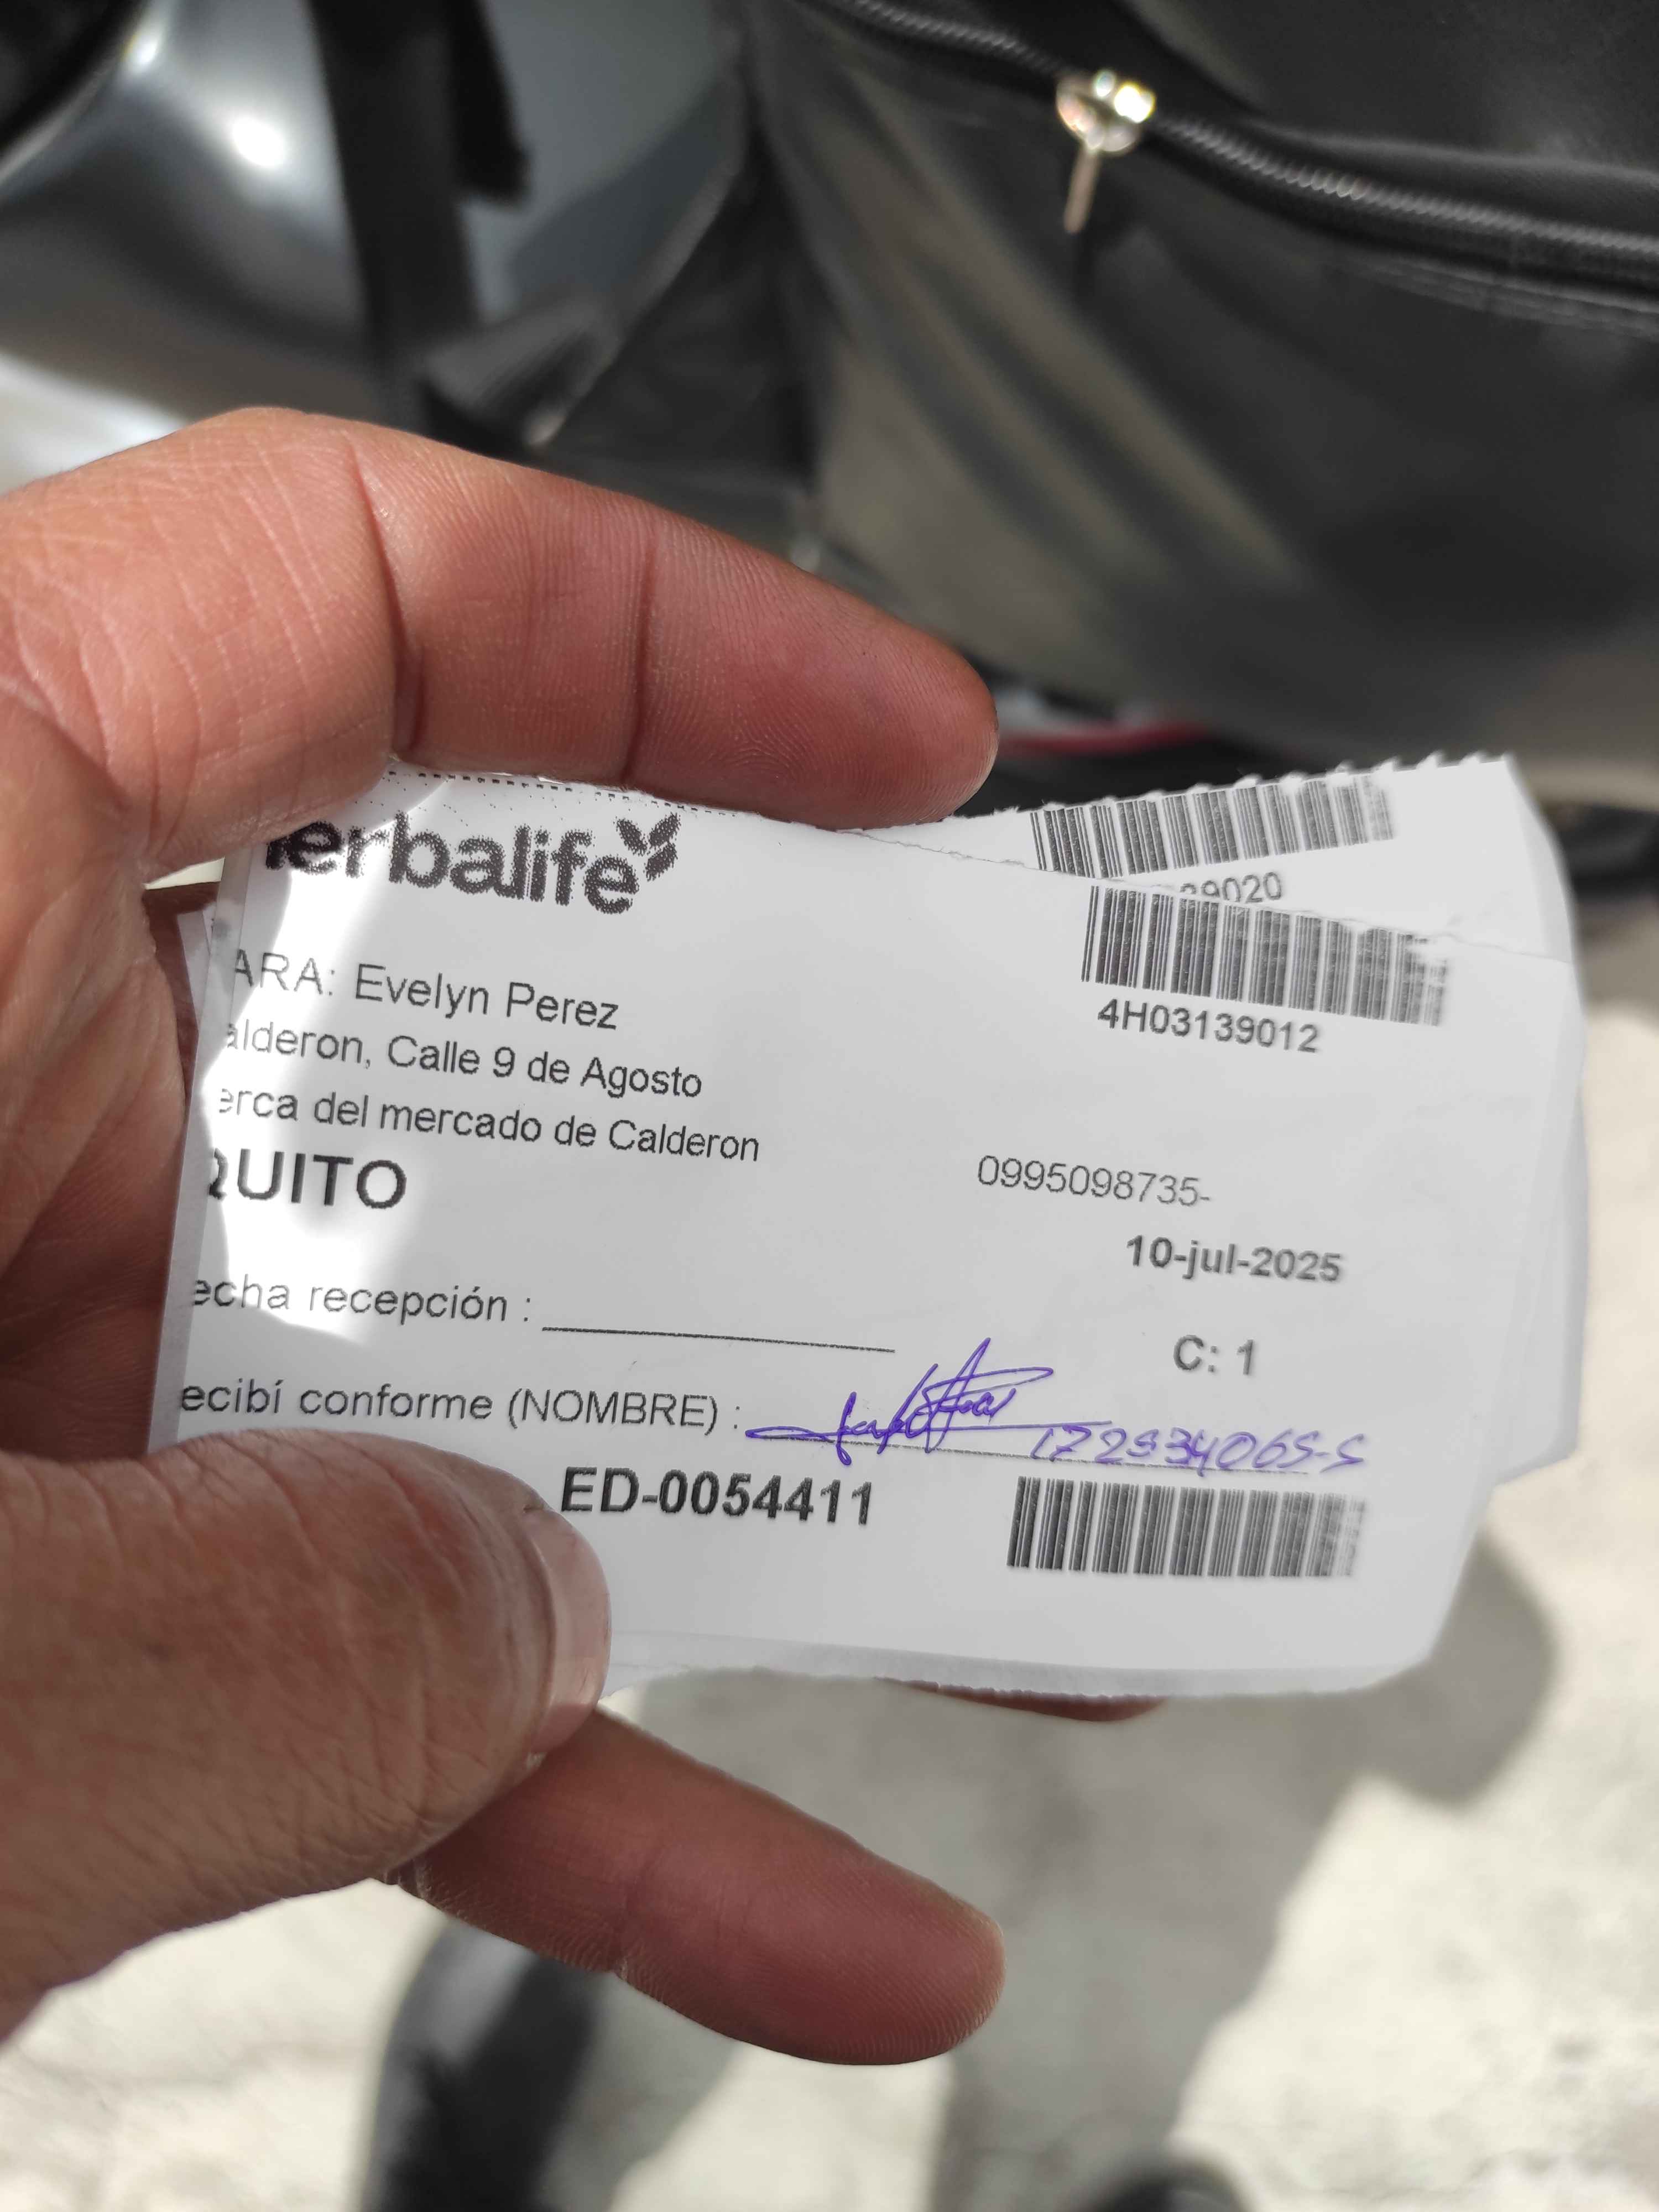 erbalife
39020
4H03139012
ARA: Evelyn Perez
alderon, Calle 9 de Agosto
erca del mercado de Calderon
QUITO
0995098735-
10-jul-2025
echa recepción :
C: 1
ecibí conforme (NOMBRE) :
ED-0054411